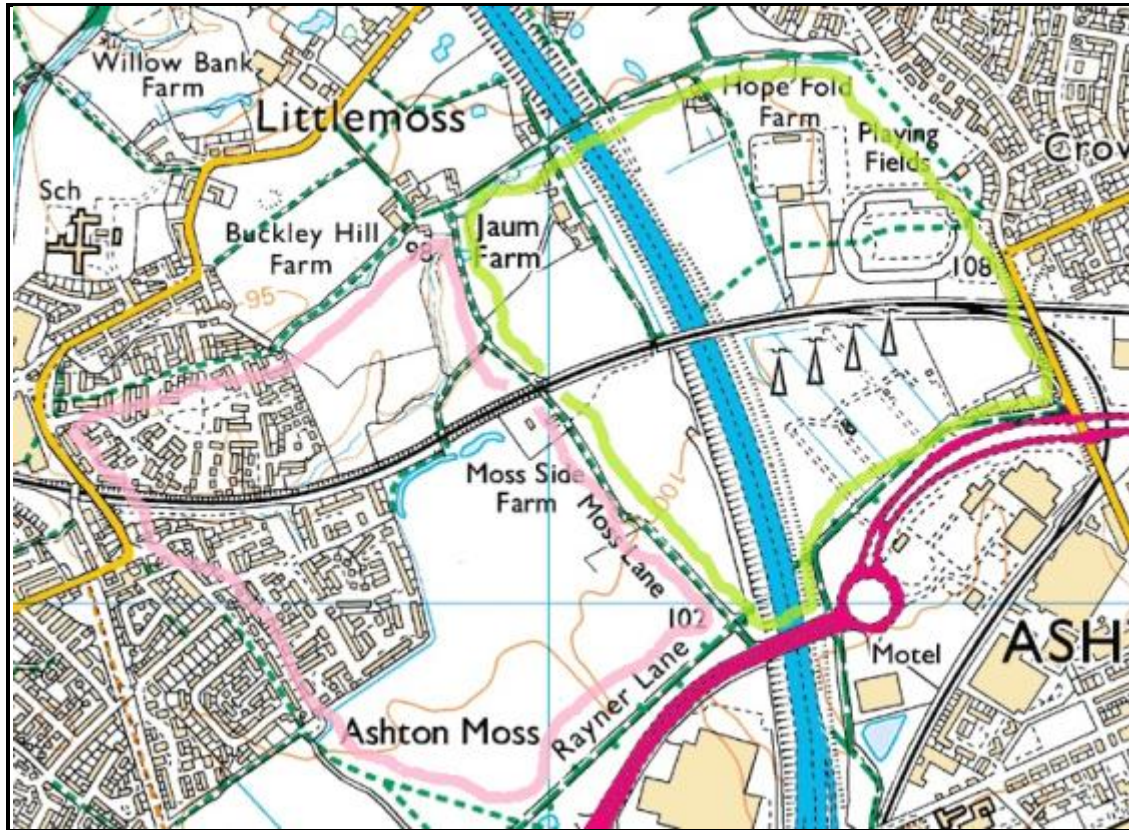 Willow Bank
Farm
Littlemoss
Hope Fold
Farm
Playing
Fields
Crow
Sch
Buckley Hill
Farm
98
Jaum
Farm
95
108
Moss Side
Farm
100
Moss Lane
102
Rayner Lane
Motel
ASH
Ashton Moss